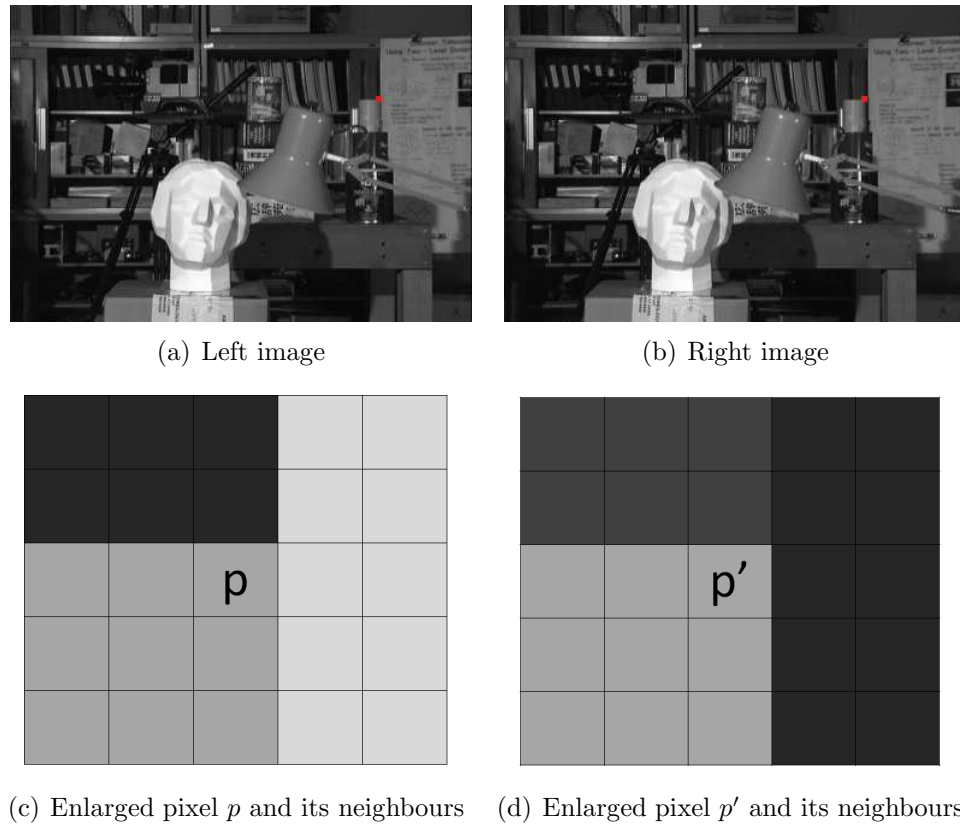 (a) Left image
(b) Right image
p
p′
(c) Enlarged pixel p and its neighbours
(d) Enlarged pixel p′ and its neighbours